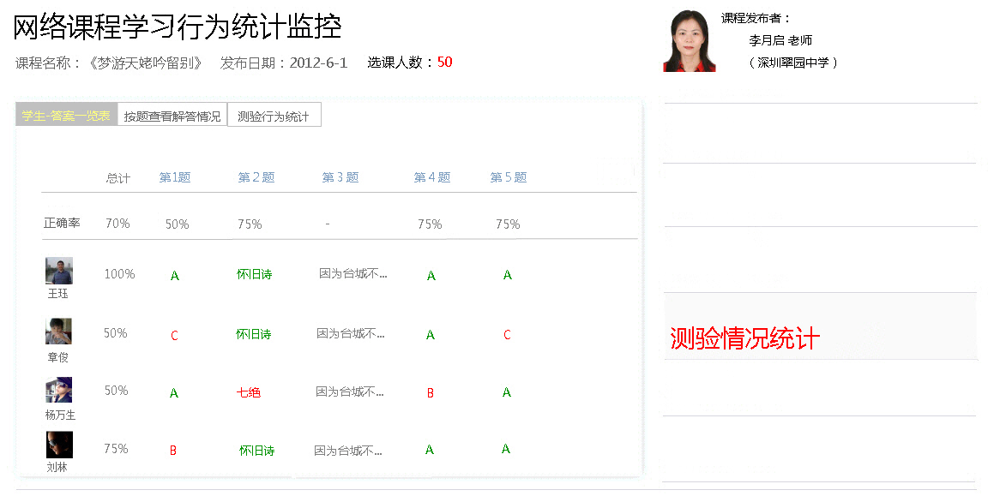 网络课程学习行为统计监控
课程名称：《梦游天姥吟留别》 发布日期：2012-6-1 选课人数：50
课程发布者：
李月启 老师
（深圳翠园中学）
学生-答案一览表 按题查看解答情况 测验行为统计
总计 第1题 第２题 第３题 第４题 第５题
正确率 70% 50% 75% - 75% 75%
100% A 怀旧诗 因为台城不... A A
王珏
50% C 怀旧诗 因为台城不... A C
章俊
50% A 七绝 因为台城不... B A
杨万生
75% B 怀旧诗 因为台城不... A A
刘林
测验情况统计